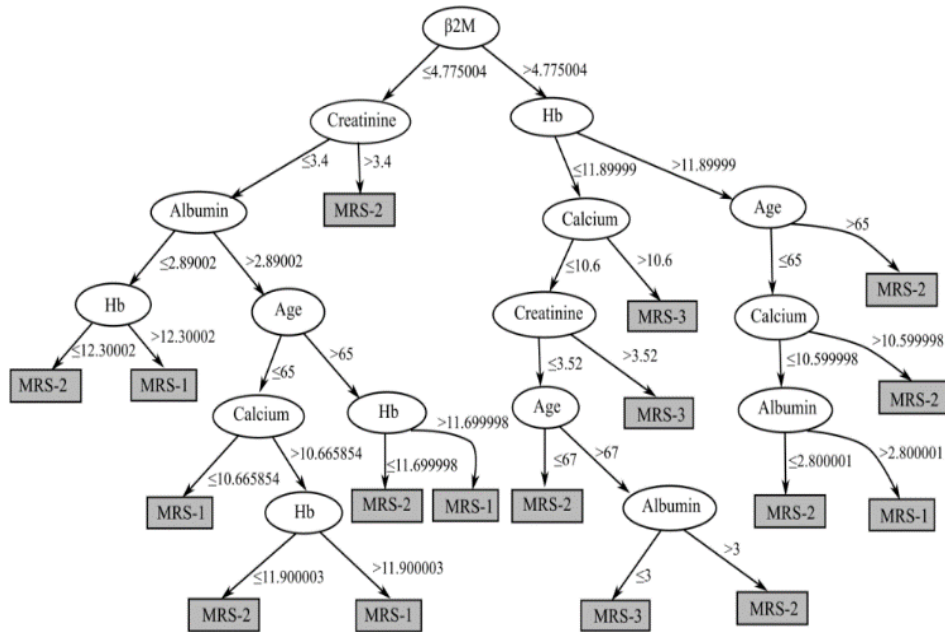 β2M
≤4.775004 >4.775004
Creatinine Hb
≤3.4 >3.4 ≤11.89999 >11.89999
Albumin MRS-2 Calcium Age
≤2.89002 >2.89002 ≤10.6 >10.6 ≤65 >65
Hb Age Creatinine MRS-3 Calcium MRS-2
≤12.30002 >12.30002 ≤65 >65 ≤3.52 >3.52 ≤10.599998 >10.599998
MRS-2 MRS-1 Calcium Hb Age MRS-3 Albumin MRS-2
≤10.665854 >10.665854 ≤11.699998 >11.699998 ≤67 >67 ≤2.800001 >2.800001
MRS-1 Hb MRS-2 MRS-1 MRS-2 Albumin MRS-2 MRS-1
≤11.900003 >11.900003 ≤3 >3
MRS-2 MRS-1 MRS-3 MRS-2